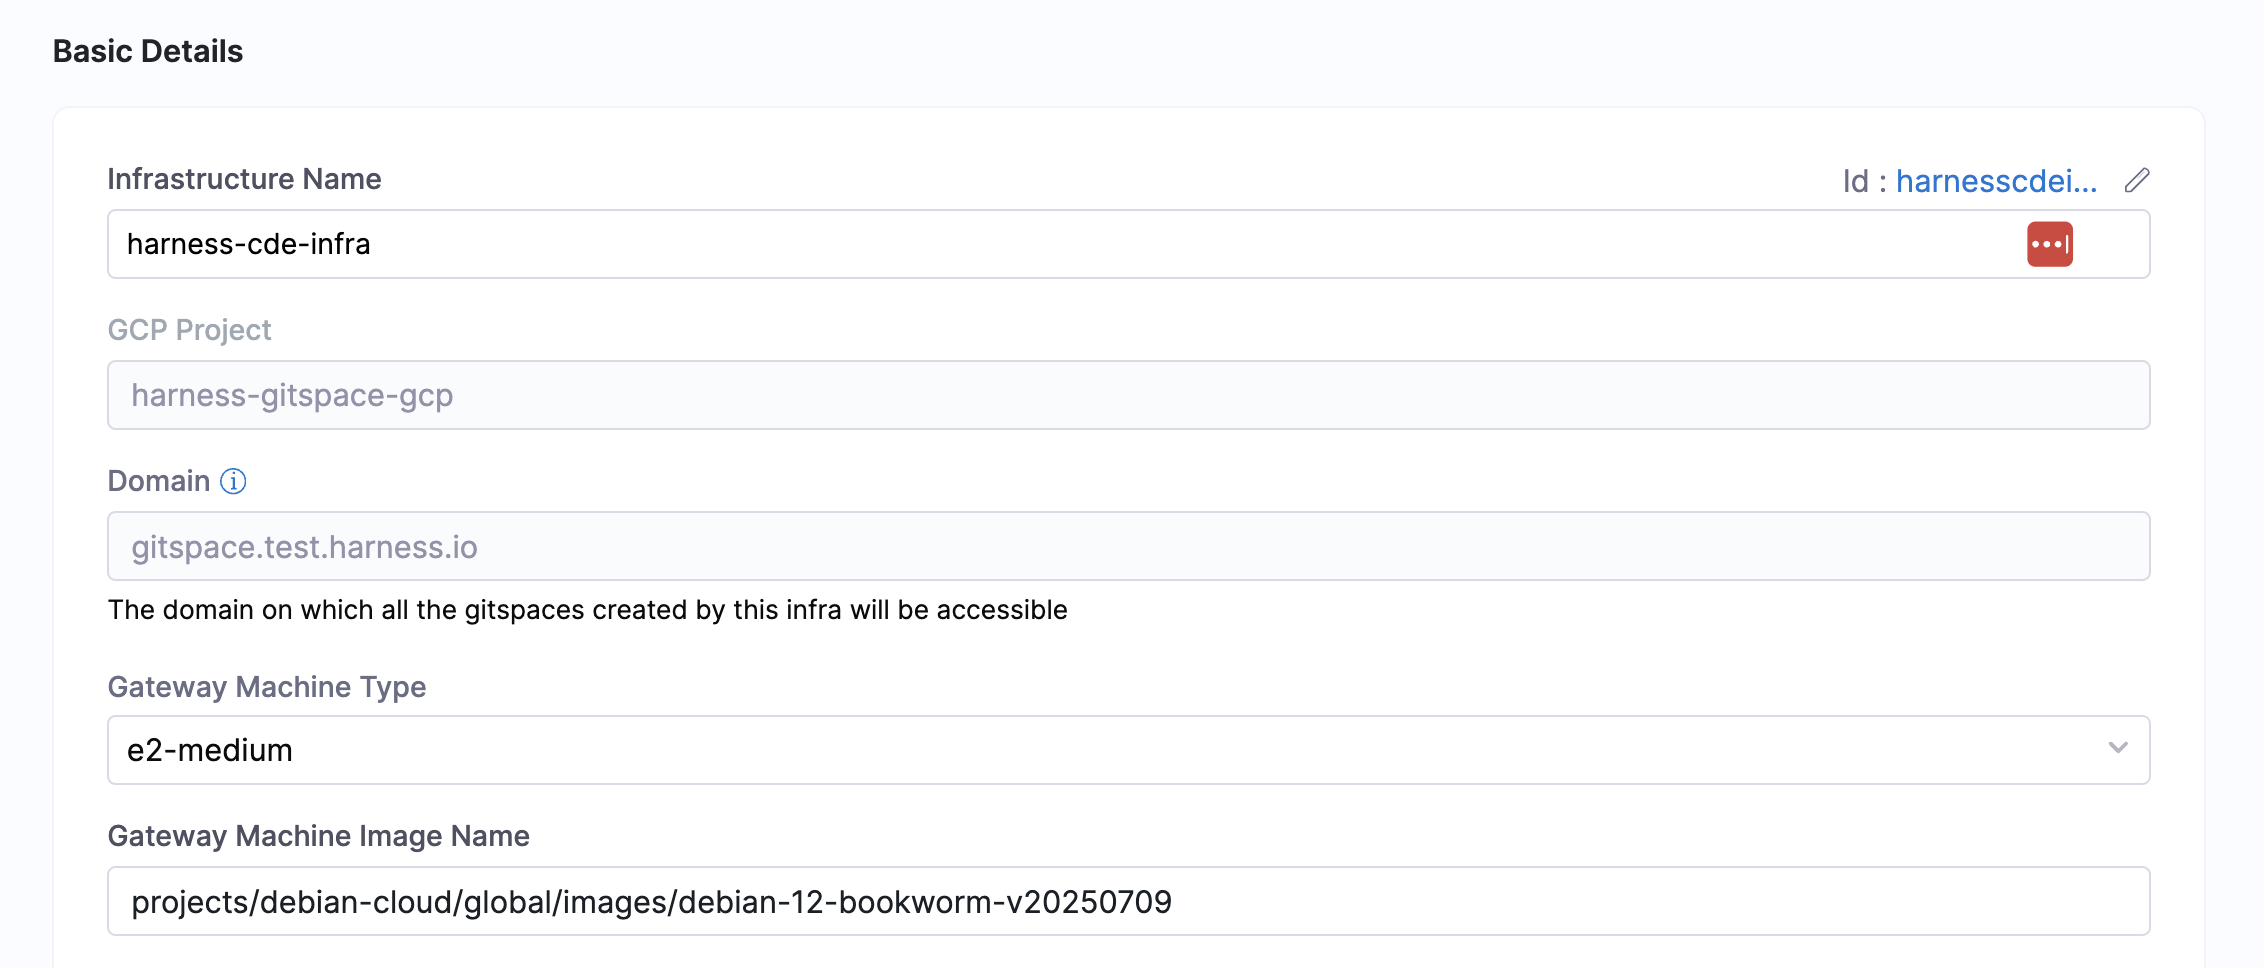 Basic Details
Infrastructure Name
Id : harnesscdei...
harness-cde-infra
GCP Project
harness-gitspace-gcp
Domain
gitspace.test.harness.io
The domain on which all the gitspaces created by this infra will be accessible
Gateway Machine Type
e2-medium
Gateway Machine Image Name
projects/debian-cloud/global/images/debian-12-bookworm-v20250709